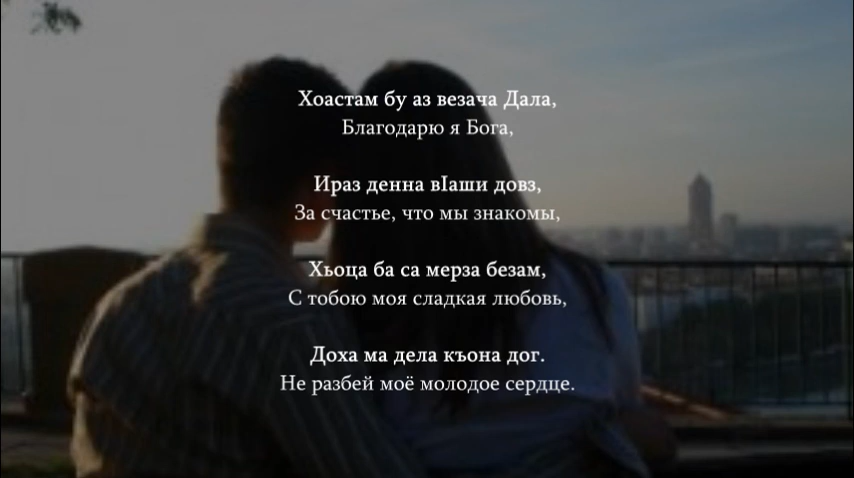 Хоастам бу аз везача Дала,
Благодарю я Бога,
Ираз денна вIаши довз,
За счастье, что мы знакомы,
Хьоца ба са мерза безам,
С тобою моя сладкая любовь,
Доха ма дела къона дог.
Не разбей моё молодое сердце.